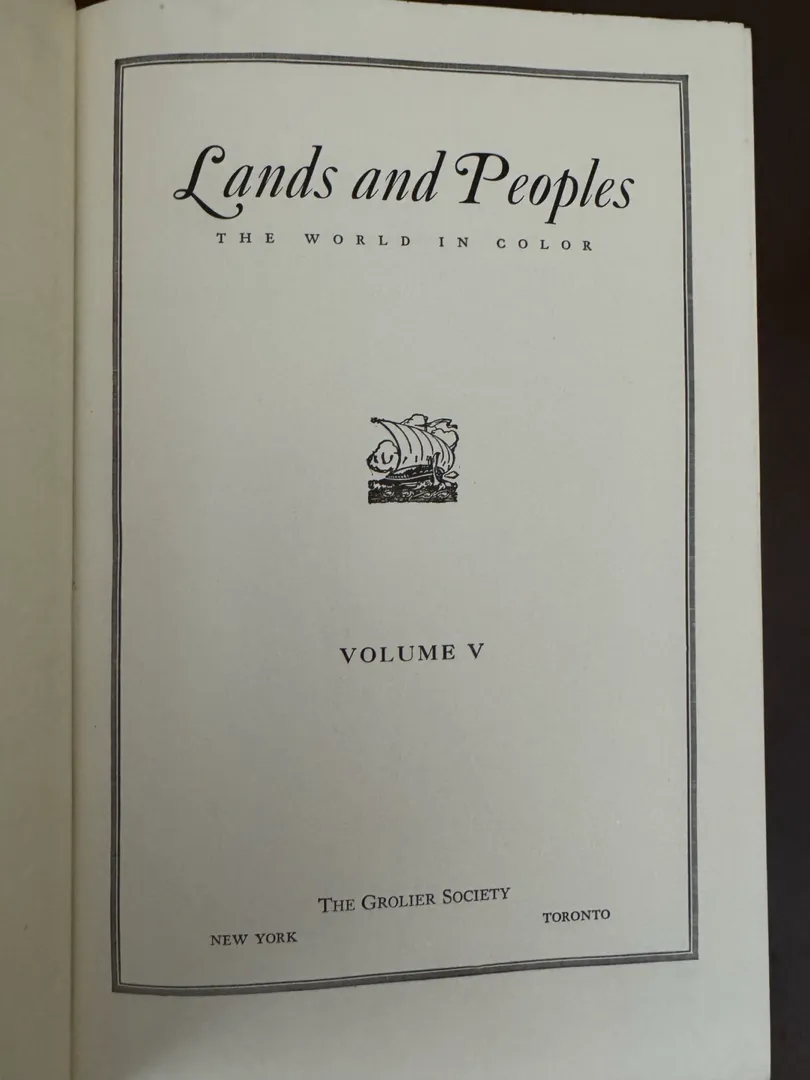 Lands and Peoples
THE WORLD IN COLOR
VOLUME V
THE GROLIER SOCIETY
NEW YORK TORONTO